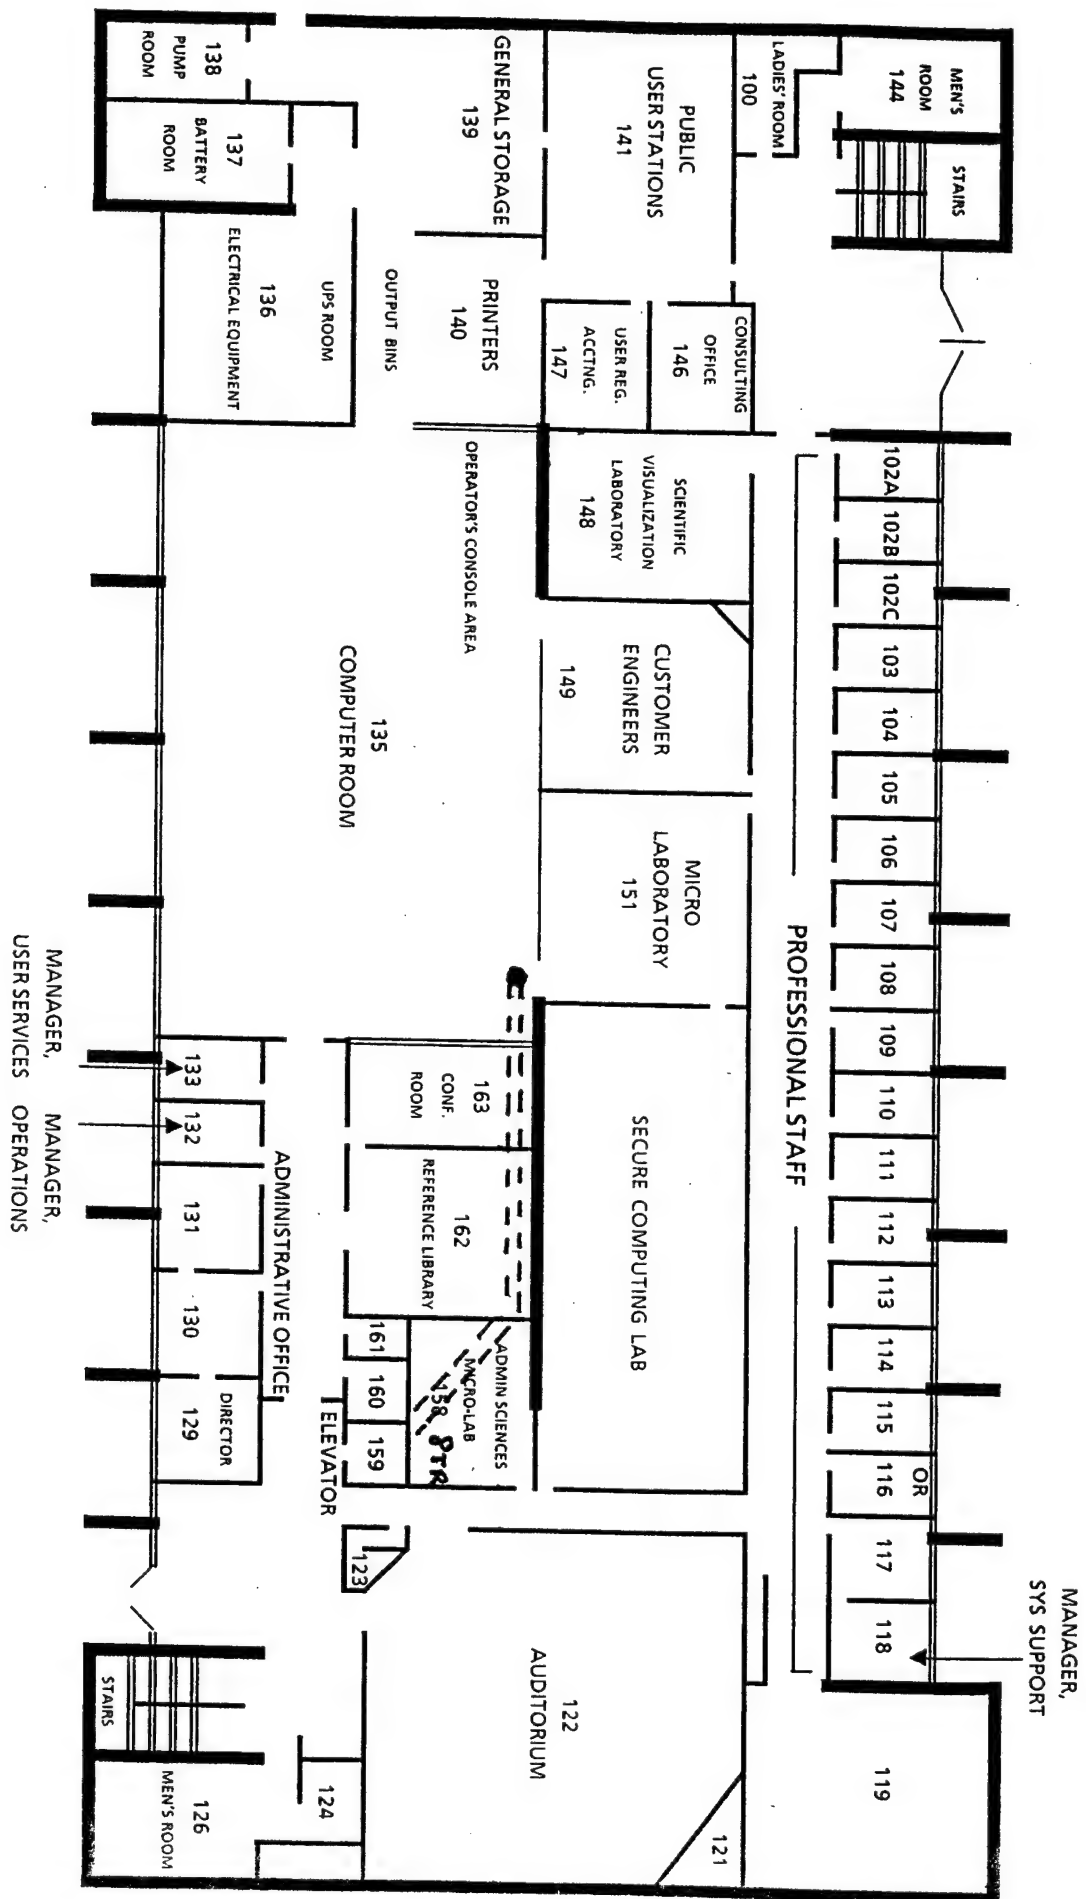 MEN'S
ROOM
144
STAIRS
LADIES' ROOM
100
PUBLIC
USER STATIONS
141
GENERAL STORAGE
139
138
PUMP
ROOM
137
BATTERY
ROOM
136
ELECTRICAL EQUIPMENT
UPS ROOM
OUTPUT BINS
PRINTERS
140
CONSULTING
OFFICE
146
USER REG.
ACCTNG.
147
SCIENTIFIC
VISUALIZATION
LABORATORY
148
OPERATOR'S CONSOLE AREA
CUSTOMER
ENGINEERS
149
135
COMPUTER ROOM
MICRO
LABORATORY
151
102A
102B
102C
103
104
105
106
107
108
109
110
111
112
113
114
115
OR
116
117
118
PROFESSIONAL STAFF
MANAGER,
SYS SUPPORT
119
SECURE COMPUTING LAB
163
CONF.
ROOM
162
REFERENCE LIBRARY
ADMIN SCIENCES
MICRO-LAB
158
PTR
161
160
159
ELEVATOR
ADMINISTRATIVE OFFICE
133
132
131
130
DIRECTOR
129
MANAGER,
USER SERVICES
MANAGER,
OPERATIONS
123
122
AUDITORIUM
121
124
126
MEN'S ROOM
STAIRS